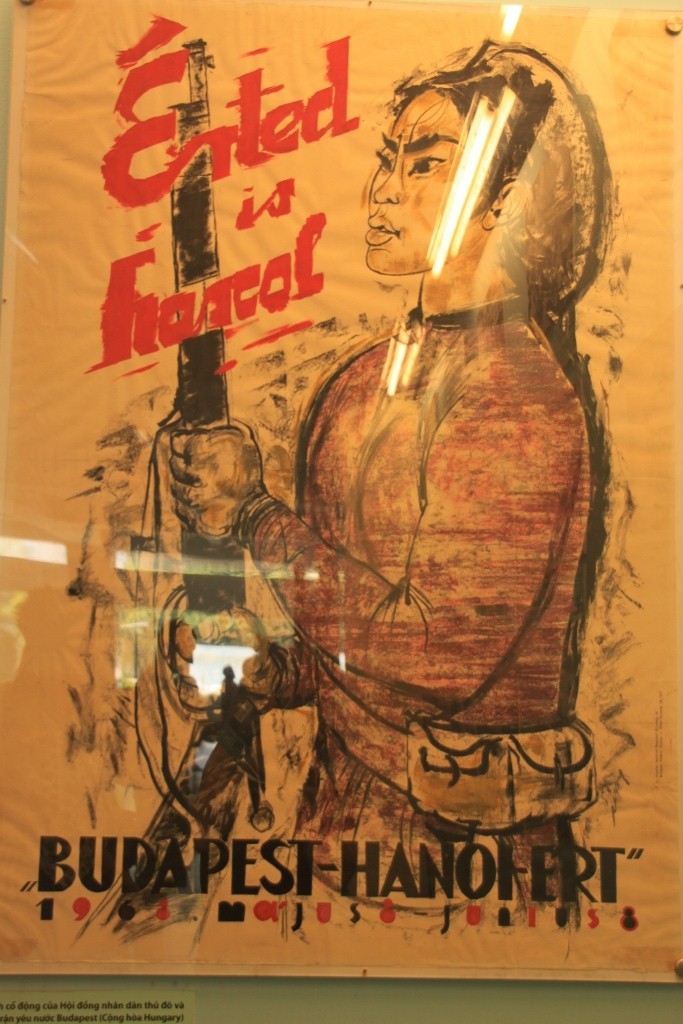 Érted
is
harcol
„BUDAPEST-HANOI-ÉRT”
1968. MÁJUS 8 - JÚNIUS 8
h cổ động của Hội đồng nhân dân thủ đô và
trận yêu nước Budapest (Cộng hòa Hungary)